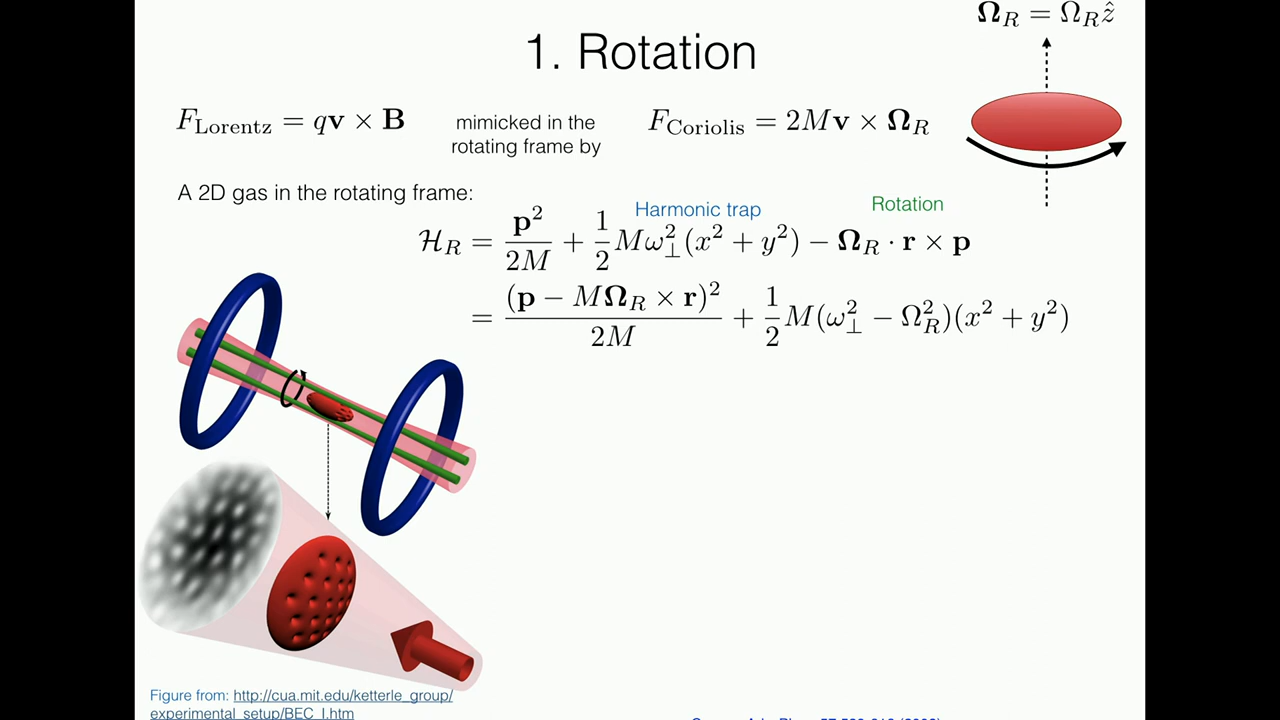 𝛀_R = Ω_R ẑ
1. Rotation
F_Lorentz = q𝐯 × 𝐁
mimicked in the
rotating frame by
F_Coriolis = 2M𝐯 × 𝛀_R
A 2D gas in the rotating frame:
Harmonic trap
Rotation
ℋ_R = 𝐩²/2M + 1/2 Mω_⊥²(x² + y²) − 𝛀_R · 𝐫 × 𝐩
= (𝐩 − M𝛀_R × 𝐫)²/2M + 1/2 M(ω_⊥² − Ω_R²)(x² + y²)
Figure from: http://cua.mit.edu/ketterle_group/
experimental_setup/BEC_I.htm